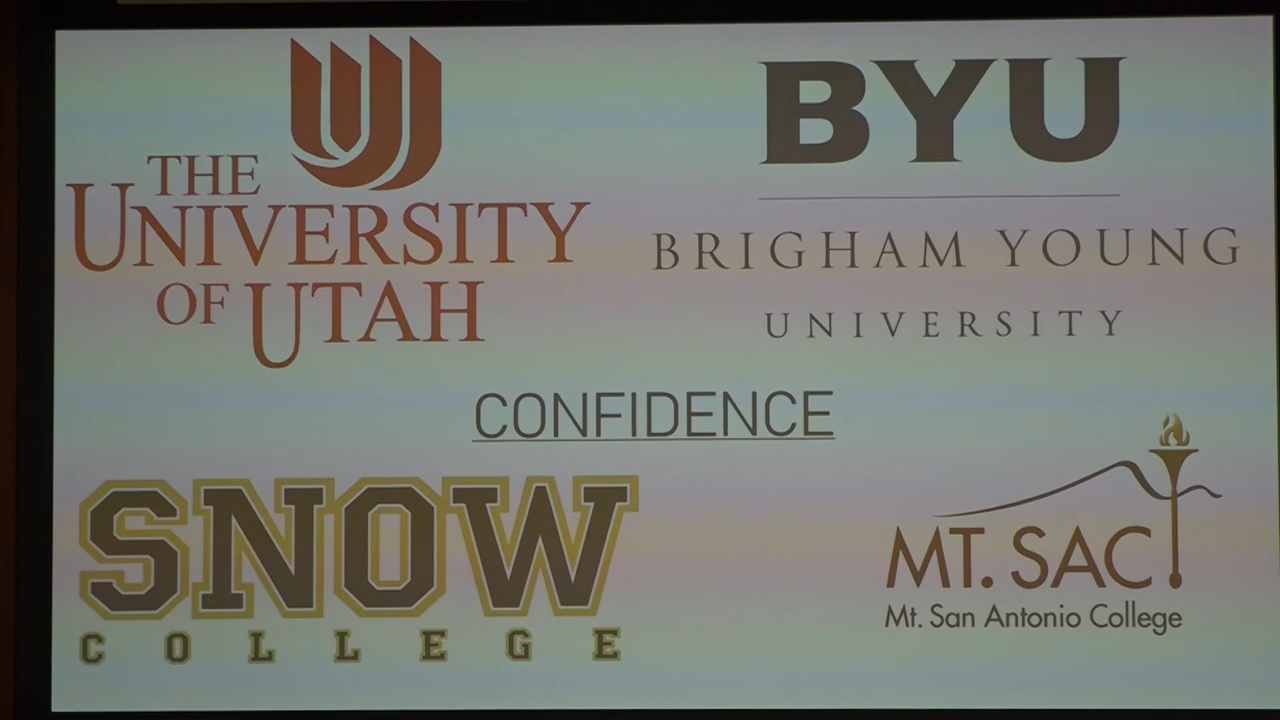 THE
UNIVERSITY
OF UTAH
BYU
BRIGHAM YOUNG
UNIVERSITY
CONFIDENCE
SNOW
COLLEGE
MT. SAC
Mt. San Antonio College